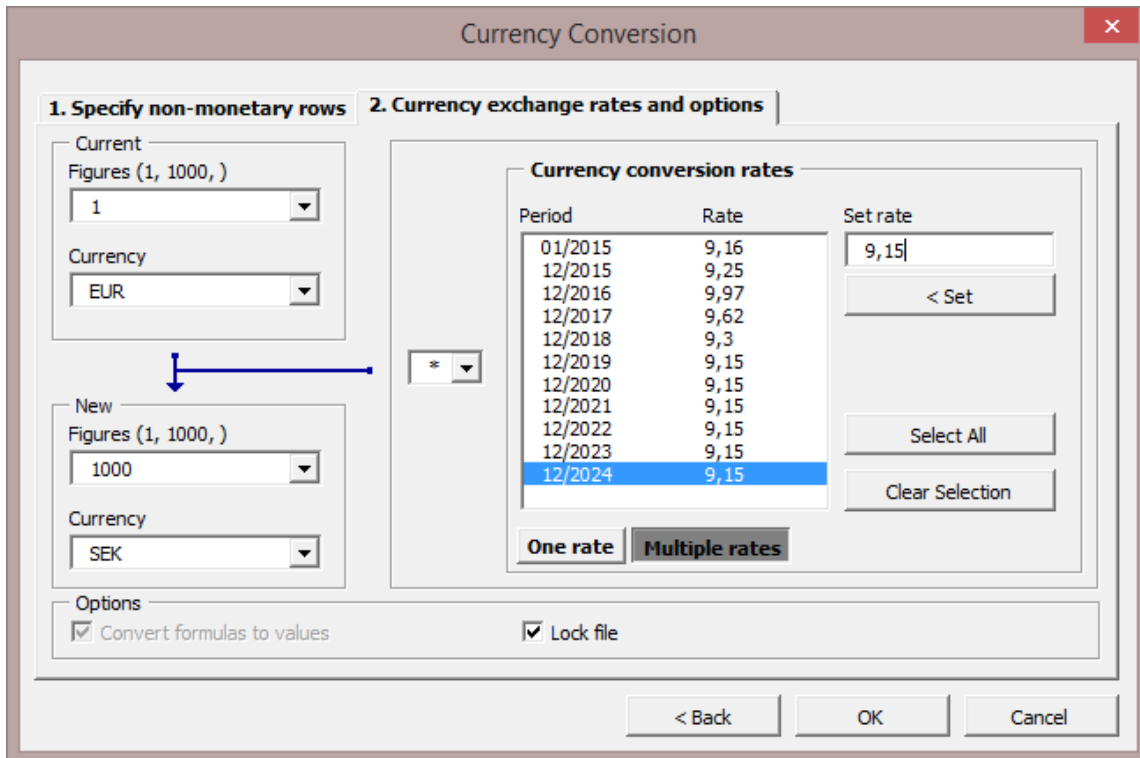 Currency Conversion
1. Specify non-monetary rows
2. Currency exchange rates and options
Current
Figures (1, 1000, )
1
Currency
EUR
New
Figures (1, 1000, )
1000
Currency
SEK
*
Currency conversion rates
Period Rate
01/2015 9,16
12/2015 9,25
12/2016 9,97
12/2017 9,62
12/2018 9,3
12/2019 9,15
12/2020 9,15
12/2021 9,15
12/2022 9,15
12/2023 9,15
12/2024 9,15
Set rate
9,15
< Set
Select All
Clear Selection
One rate
Multiple rates
Options
Convert formulas to values
Lock file
< Back
OK
Cancel